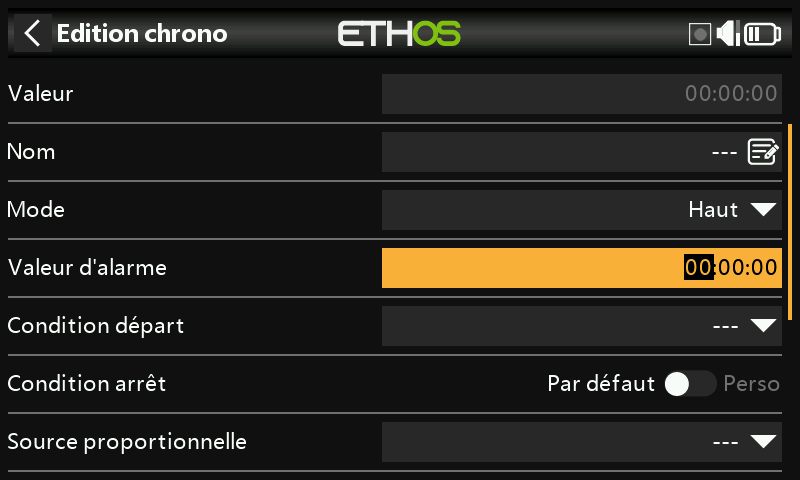 Edition chrono
ETHOS
Valeur 00:00:00
Nom ---
Mode Haut
Valeur d'alarme 00:00:00
Condition départ ---
Condition arrêt Par défaut Perso
Source proportionnelle ---